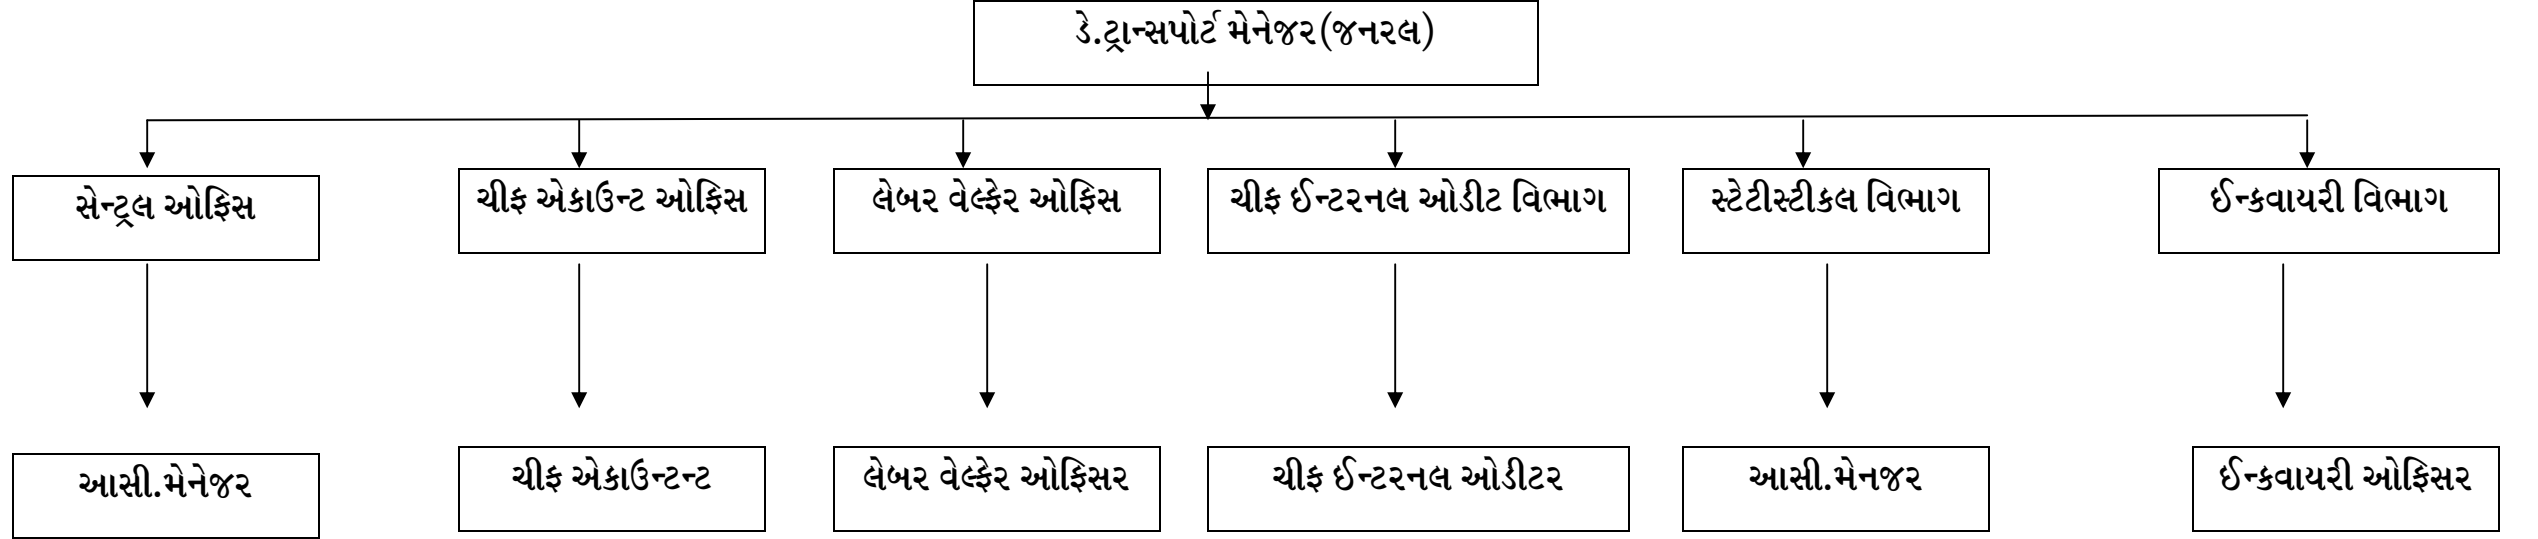 ડે.ટ્રાન્સપોર્ટ મેનેજર(જનરલ)
સેન્ટ્રલ ઓફિસ
ચીફ એકાઉન્ટ ઓફિસ
લેબર વેલ્ફેર ઓફિસ
ચીફ ઈન્ટરનલ ઓડીટ વિભાગ
સ્ટેટીસ્ટીકલ વિભાગ
ઈન્કવાયરી વિભાગ
આસી.મેનેજર
ચીફ એકાઉન્ટન્ટ
લેબર વેલ્ફેર ઓફિસર
ચીફ ઈન્ટરનલ ઓડીટર
આસી.મેનજર
ઈન્કવાયરી ઓફિસર